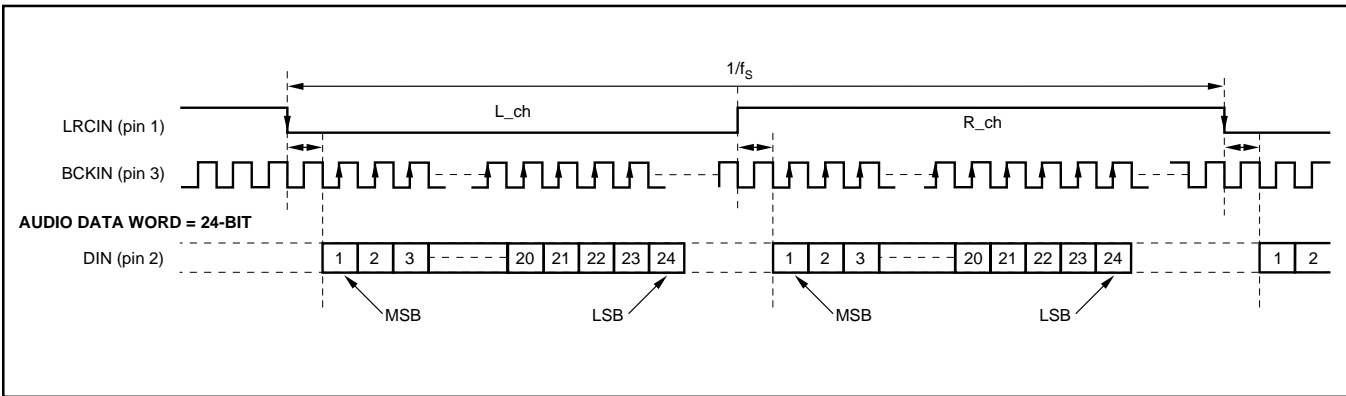 1/fS
LRCIN (pin 1)
L_ch
R_ch
BCKIN (pin 3)
AUDIO DATA WORD = 24-BIT
DIN (pin 2)
1 2 3 20 21 22 23 24 1 2 3 20 21 22 23 24 1 2
MSB LSB MSB LSB